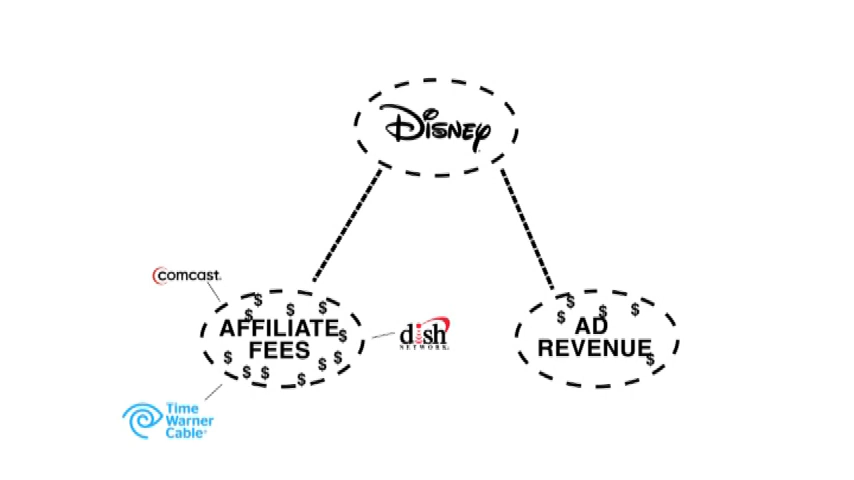 Disney
comcast.
$ $ $ $
AFFILIATE $
FEES
$ $ $ $ $ $
dish
NETWORK.
Time
Warner
Cable
$ $ $ $
AD
REVENUE
$